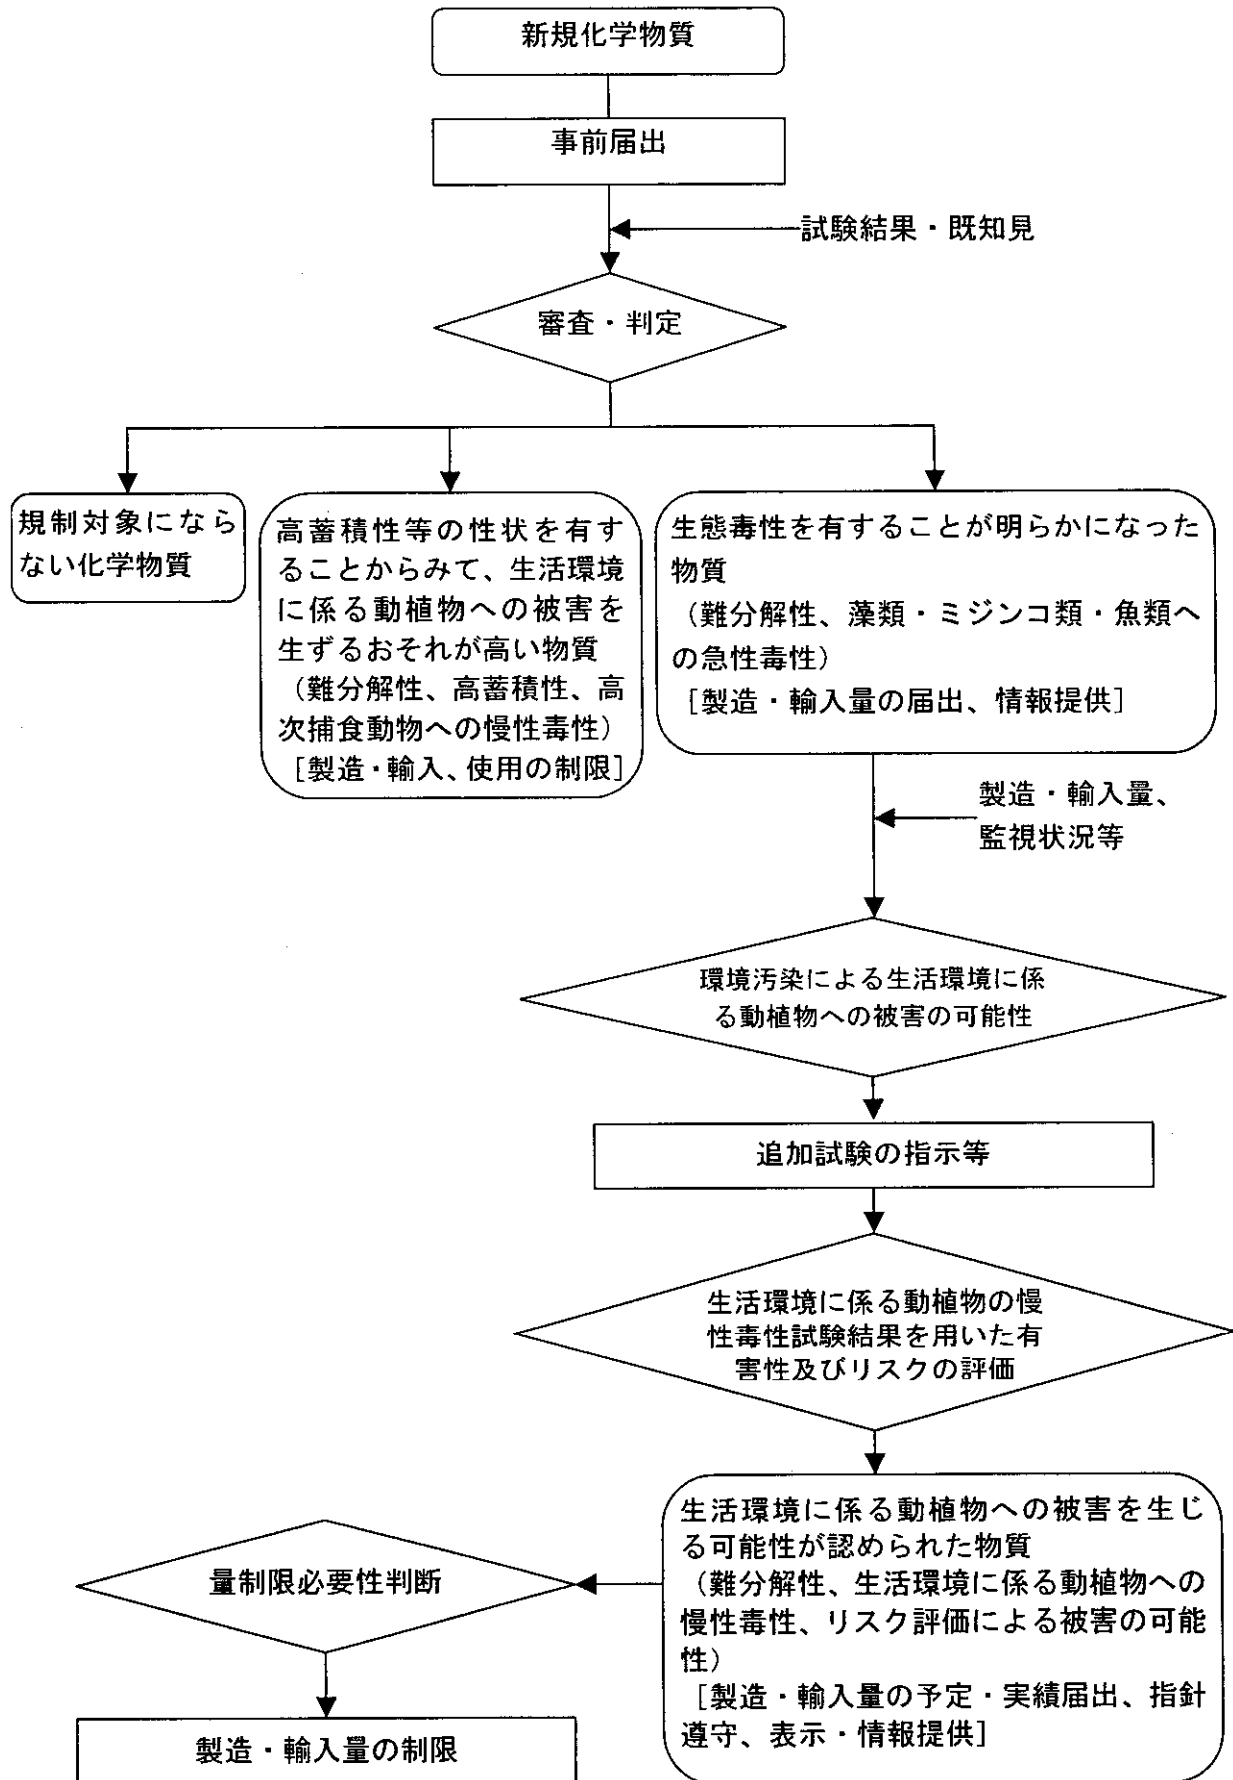 新規化学物質
事前届出
試験結果・既知見
審査・判定
規制対象になら
ない化学物質
高蓄積性等の性状を有す
ることからみて、生活環境
に係る動植物への被害を
生ずるおそれが高い物質
（難分解性、高蓄積性、高
次捕食動物への慢性毒性）
［製造・輸入、使用の制限］
生態毒性を有することが明らかになった
物質
（難分解性、藻類・ミジンコ類・魚類へ
の急性毒性）
［製造・輸入量の届出、情報提供］
製造・輸入量、
監視状況等
環境汚染による生活環境に係
る動植物への被害の可能性
追加試験の指示等
生活環境に係る動植物の慢
性毒性試験結果を用いた有
害性及びリスクの評価
生活環境に係る動植物への被害を生じ
る可能性が認められた物質
（難分解性、生活環境に係る動植物への
慢性毒性、リスク評価による被害の可能
性）
［製造・輸入量の予定・実績届出、指針
遵守、表示・情報提供］
量制限必要性判断
製造・輸入量の制限